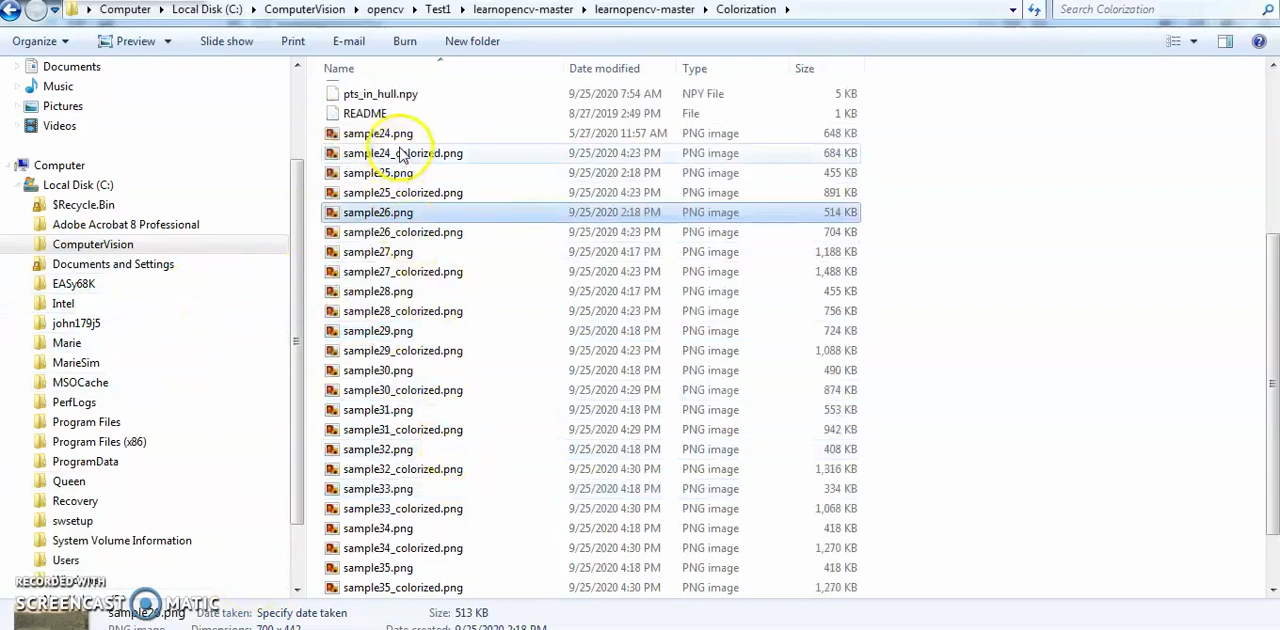 Computer Local Disk (C:) ComputerVision opencv Test1 learnopencv-master learnopencv-master Colorization Search Colorization
Organize Preview Slide show Print E-mail Burn New folder
Documents
Music
Pictures
Videos
Computer
Local Disk (C:)
$Recycle.Bin
Adobe Acrobat 8 Professional
ComputerVision
Documents and Settings
EASy68K
Intel
john179j5
Marie
MarieSim
MSOCache
PerfLogs
Program Files
Program Files (x86)
ProgramData
Queen
Recovery
swsetup
System Volume Information
Users
Name Date modified Type Size
pts_in_hull.npy 9/25/2020 7:54 AM NPY File 5 KB
README 8/27/2019 2:49 PM File 1 KB
sample24.png 5/27/2020 11:57 AM PNG image 648 KB
sample24_colorized.png 9/25/2020 4:23 PM PNG image 684 KB
sample25.png 9/25/2020 2:18 PM PNG image 455 KB
sample25_colorized.png 9/25/2020 4:23 PM PNG image 891 KB
sample26.png 9/25/2020 2:18 PM PNG image 514 KB
sample26_colorized.png 9/25/2020 4:23 PM PNG image 704 KB
sample27.png 9/25/2020 4:17 PM PNG image 1,188 KB
sample27_colorized.png 9/25/2020 4:23 PM PNG image 1,488 KB
sample28.png 9/25/2020 4:17 PM PNG image 455 KB
sample28_colorized.png 9/25/2020 4:23 PM PNG image 756 KB
sample29.png 9/25/2020 4:18 PM PNG image 724 KB
sample29_colorized.png 9/25/2020 4:23 PM PNG image 1,088 KB
sample30.png 9/25/2020 4:18 PM PNG image 490 KB
sample30_colorized.png 9/25/2020 4:29 PM PNG image 874 KB
sample31.png 9/25/2020 4:18 PM PNG image 553 KB
sample31_colorized.png 9/25/2020 4:29 PM PNG image 942 KB
sample32.png 9/25/2020 4:18 PM PNG image 408 KB
sample32_colorized.png 9/25/2020 4:30 PM PNG image 1,316 KB
sample33.png 9/25/2020 4:18 PM PNG image 334 KB
sample33_colorized.png 9/25/2020 4:30 PM PNG image 1,068 KB
sample34.png 9/25/2020 4:18 PM PNG image 418 KB
sample34_colorized.png 9/25/2020 4:30 PM PNG image 1,270 KB
sample35.png 9/25/2020 4:18 PM PNG image 418 KB
sample35_colorized.png 9/25/2020 4:30 PM PNG image 1,270 KB
RECORDED WITH
SCREENCAST MATIC
sample26.png Date taken: Specify date taken Size: 513 KB
PNG image Dimensions: 700 x 442 Date created: 9/25/2020 2:18 PM